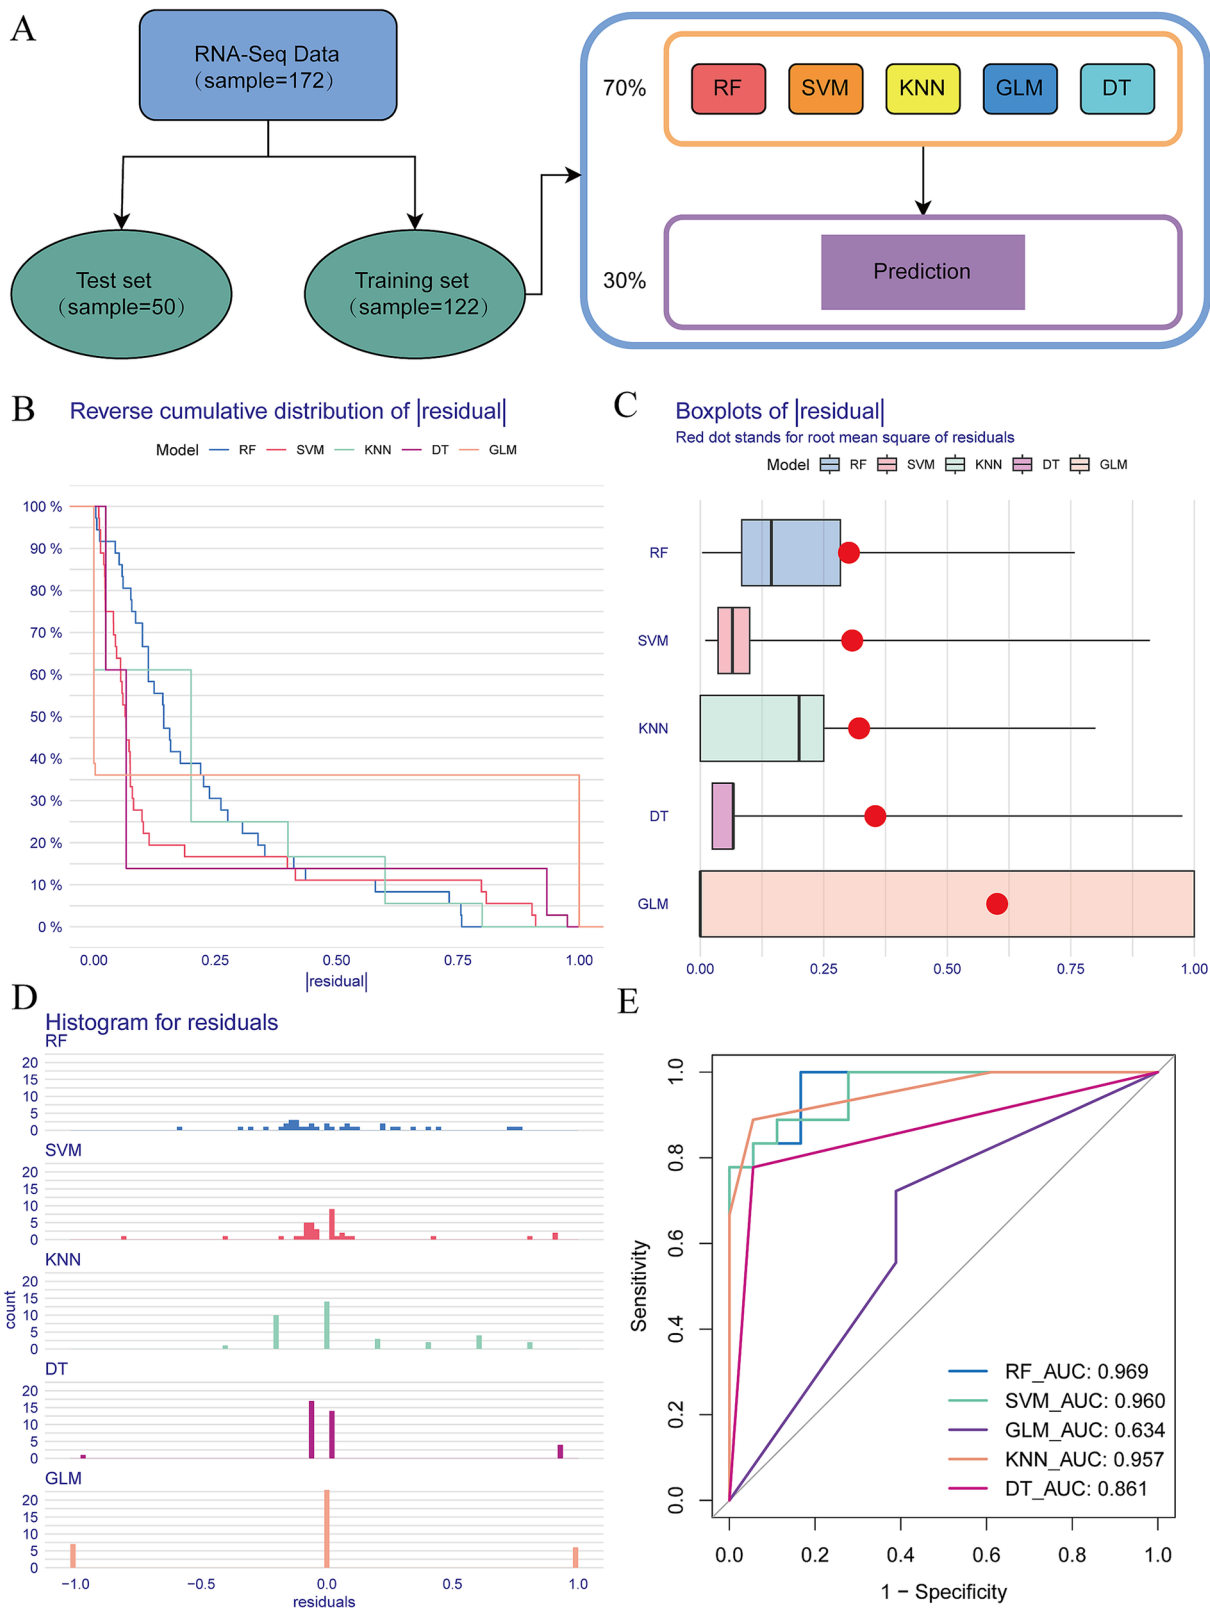 A
RNA-Seq Data
(sample=172)
Test set
(sample=50)
Training set
(sample=122)
70%
RF SVM KNN GLM DT
30%
Prediction
B
Reverse cumulative distribution of |residual|
Model RF SVM KNN DT GLM
100 %
90 %
80 %
70 %
60 %
50 %
40 %
30 %
20 %
10 %
0 %
0.00 0.25 0.50 0.75 1.00
|residual|
C
Boxplots of |residual|
Red dot stands for root mean square of residuals
Model RF SVM KNN DT GLM
RF
SVM
KNN
DT
GLM
0.00 0.25 0.50 0.75 1.00
D
Histogram for residuals
RF
20
15
10
5
0
SVM
20
15
10
5
0
KNN
20
15
10
5
0
DT
20
15
10
5
0
GLM
20
15
10
5
0
count
−1.0 −0.5 0.0 0.5 1.0
residuals
E
Sensitivity
1.0
0.8
0.6
0.4
0.2
0.0
RF_AUC: 0.969
SVM_AUC: 0.960
GLM_AUC: 0.634
KNN_AUC: 0.957
DT_AUC: 0.861
0.0 0.2 0.4 0.6 0.8 1.0
1 − Specificity